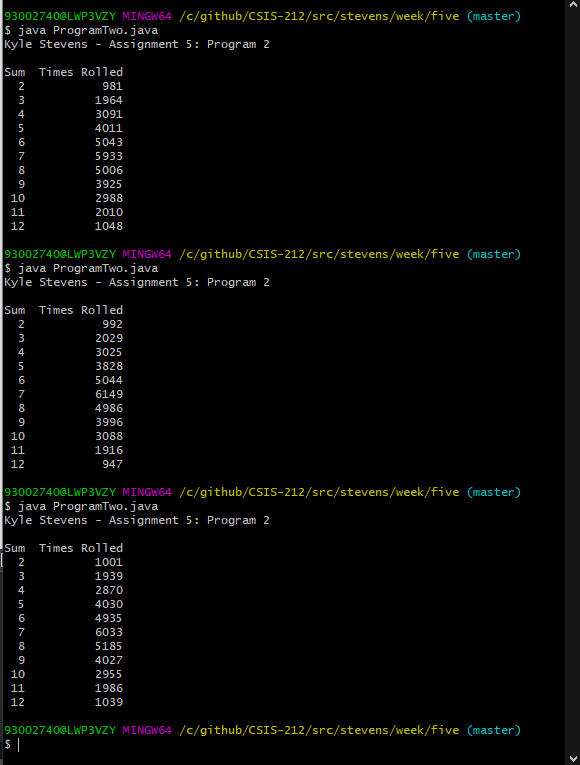 93002740@LWP3VZY MINGW64 /c/github/CSIS-212/src/stevens/week/five (master)
$ java ProgramTwo.java
Kyle Stevens - Assignment 5: Program 2
Sum  Times Rolled
2 981
3 1964
4 3091
5 4011
6 5043
7 5933
8 5006
9 3925
10 2988
11 2010
12 1048
93002740@LWP3VZY MINGW64 /c/github/CSIS-212/src/stevens/week/five (master)
$ java ProgramTwo.java
Kyle Stevens - Assignment 5: Program 2
Sum  Times Rolled
2 992
3 2029
4 3025
5 3828
6 5044
7 6149
8 4986
9 3996
10 3088
11 1916
12 947
93002740@LWP3VZY MINGW64 /c/github/CSIS-212/src/stevens/week/five (master)
$ java ProgramTwo.java
Kyle Stevens - Assignment 5: Program 2
Sum  Times Rolled
2 1001
3 1939
4 2870
5 4030
6 4935
7 6033
8 5185
9 4027
10 2955
11 1986
12 1039
93002740@LWP3VZY MINGW64 /c/github/CSIS-212/src/stevens/week/five (master)
$